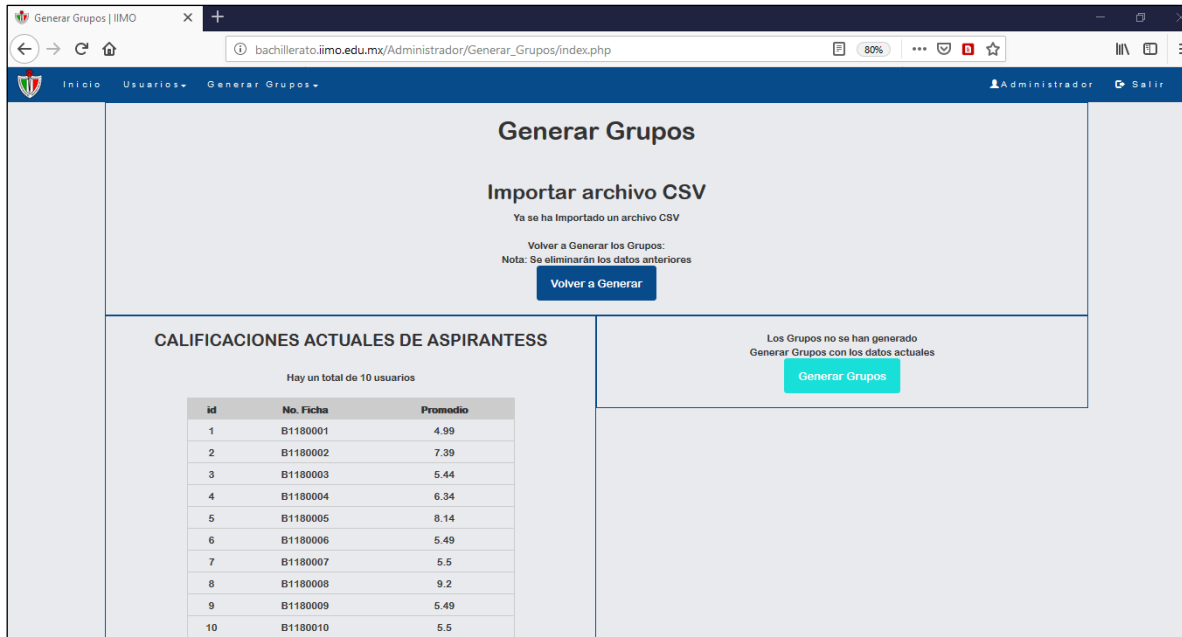 Generar Grupos | IIMO
bachillerato.iimo.edu.mx/Administrador/Generar_Grupos/index.php
80%
Inicio Usuarios Generar Grupos Administrador Salir
Generar Grupos
Importar archivo CSV
Ya se ha Importado un archivo CSV
Volver a Generar los Grupos:
Nota: Se eliminarán los datos anteriores
Volver a Generar
CALIFICACIONES ACTUALES DE ASPIRANTESS
Hay un total de 10 usuarios
id No. Ficha Promedio
1 B1180001 4.99
2 B1180002 7.39
3 B1180003 5.44
4 B1180004 6.34
5 B1180005 8.14
6 B1180006 5.49
7 B1180007 5.5
8 B1180008 9.2
9 B1180009 5.49
10 B1180010 5.5
Los Grupos no se han generado
Generar Grupos con los datos actuales
Generar Grupos